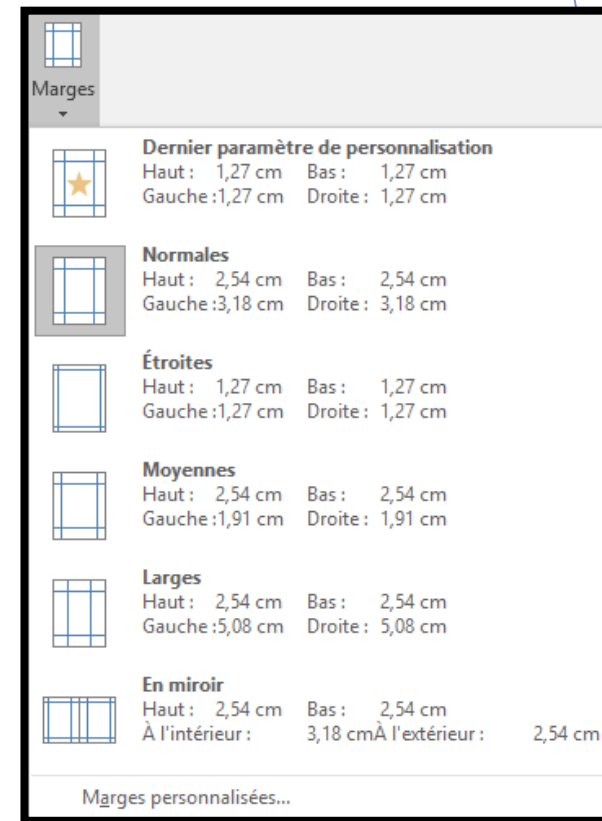 Marges
Dernier paramètre de personnalisation
Haut : 1,27 cm Bas : 1,27 cm
Gauche :1,27 cm Droite : 1,27 cm
Normales
Haut : 2,54 cm Bas : 2,54 cm
Gauche :3,18 cm Droite : 3,18 cm
Étroites
Haut : 1,27 cm Bas : 1,27 cm
Gauche :1,27 cm Droite : 1,27 cm
Moyennes
Haut : 2,54 cm Bas : 2,54 cm
Gauche :1,91 cm Droite : 1,91 cm
Larges
Haut : 2,54 cm Bas : 2,54 cm
Gauche :5,08 cm Droite : 5,08 cm
En miroir
Haut : 2,54 cm Bas : 2,54 cm
À l'intérieur : 3,18 cmÀ l'extérieur : 2,54 cm
Marges personnalisées...